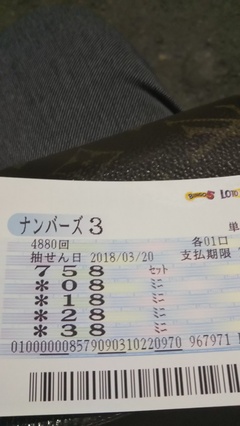 BINGO5 LOTO
ナンバーズ3 単
4880回 各01口
抽せん日 2018/03/20 支払期限
758 セット
*08 ミニ
*18 ミニ
*28 ミニ
*38 ミニ
010000008579090310220970 967971